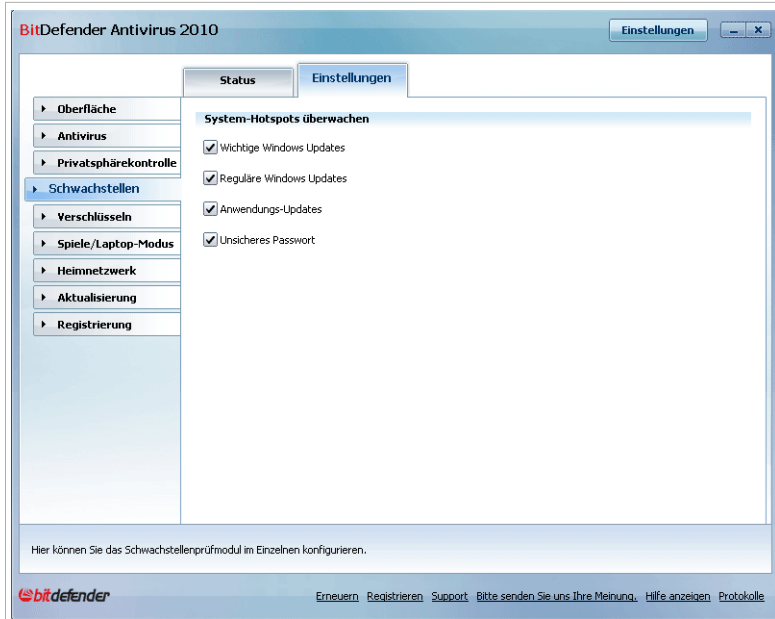 BitDefender Antivirus 2010
Einstellungen
Status
Einstellungen
Oberfläche
Antivirus
Privatsphärekontrolle
Schwachstellen
Verschlüsseln
Spiele/Laptop-Modus
Heimnetzwerk
Aktualisierung
Registrierung
System-Hotspots überwachen
Wichtige Windows Updates
Reguläre Windows Updates
Anwendungs-Updates
Unsicheres Passwort
Hier können Sie das Schwachstellenprüfmodul im Einzelnen konfigurieren.
bitdefender
Erneuern Registrieren Support Bitte senden Sie uns Ihre Meinung. Hilfe anzeigen Protokolle